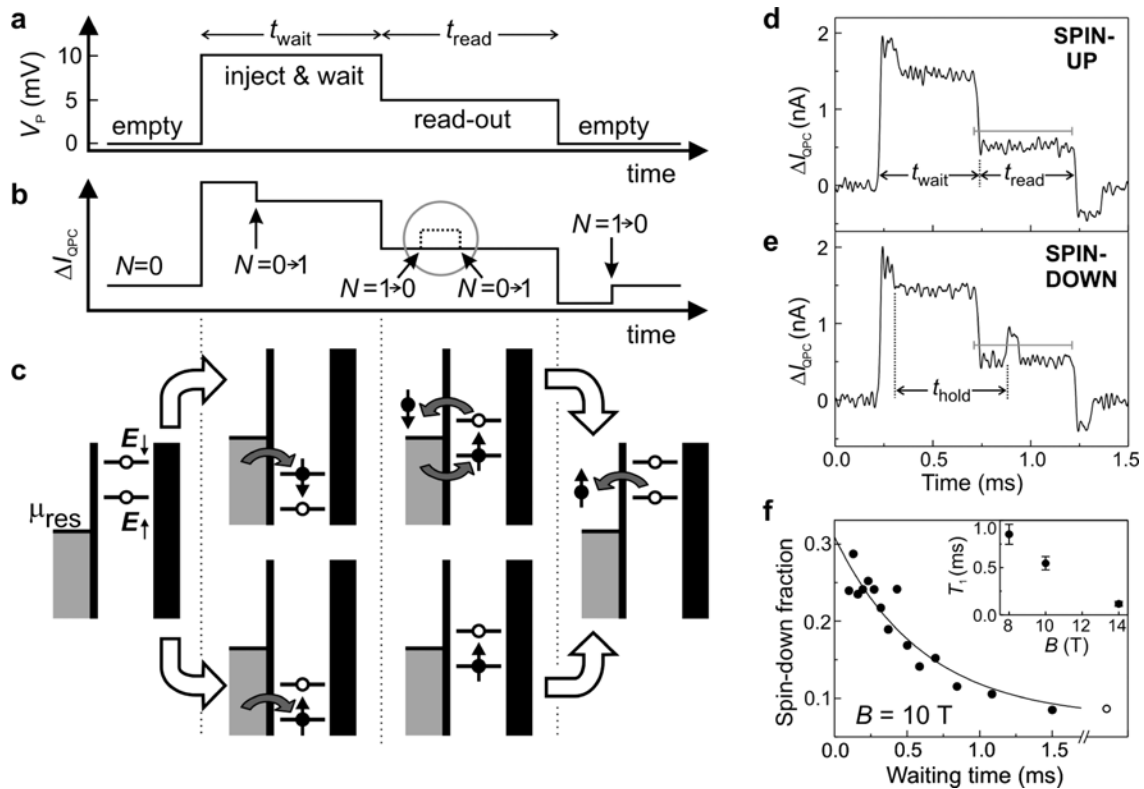 a
t_wait
t_read
V_P (mV)
10
5
0
empty
inject & wait
read-out
empty
time
b
ΔI_QPC
N=0
N=0→1
N=1→0
N=0→1
N=1→0
time
c
E↓
E↑
μ_res
d
SPIN-
UP
ΔI_QPC (nA)
2
1
0
t_wait
t_read
e
SPIN-
DOWN
ΔI_QPC (nA)
2
1
0
t_hold
0.0 0.5 1.0 1.5
Time (ms)
f
Spin-down fraction
0.3
0.2
0.1
B = 10 T
0.0 0.5 1.0 1.5
Waiting time (ms)
T_1 (ms)
1.0
0.5
0.0
8 10 12 14
B (T)